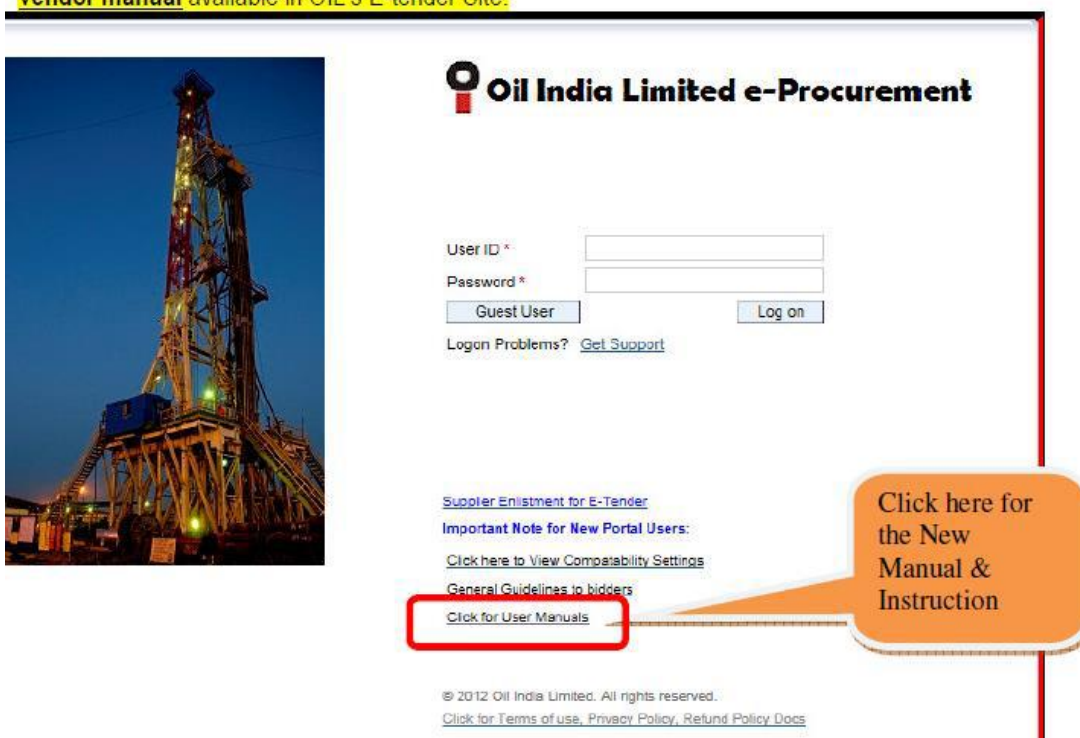 vendor manual available in OIL's E-tender Site.
Oil India Limited e-Procurement
User ID *
Password *
Guest User Log on
Logon Problems? Get Support
Supplier Enlistment for E-Tender
Important Note for New Portal Users:
Click here to View Compatability Settings
General Guidelines to bidders
Click for User Manuals
Click here for
the New
Manual &
Instruction
© 2012 Oil India Limited. All rights reserved.
Click for Terms of use, Privacy Policy, Refund Policy Docs